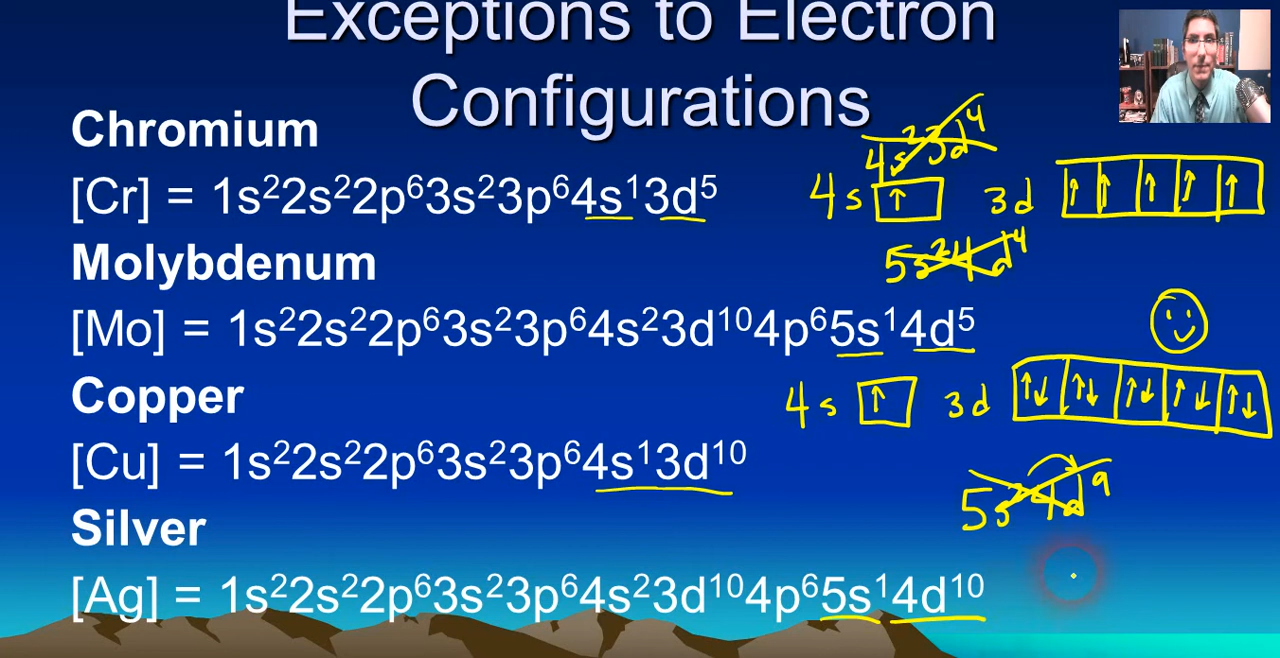 Exceptions to Electron
Configurations
Chromium
4s²3d⁴
[Cr] = 1s²2s²2p⁶3s²3p⁶4s¹3d⁵
4s ↑ 3d ↑ ↑ ↑ ↑ ↑
Molybdenum
5s²4d⁴
[Mo] = 1s²2s²2p⁶3s²3p⁶4s²3d¹⁰4p⁶5s¹4d⁵
Copper
4s ↑ 3d ↑↓ ↑↓ ↑↓ ↑↓ ↑↓
[Cu] = 1s²2s²2p⁶3s²3p⁶4s¹3d¹⁰
5s²4d⁹
Silver
[Ag] = 1s²2s²2p⁶3s²3p⁶4s²3d¹⁰4p⁶5s¹4d¹⁰